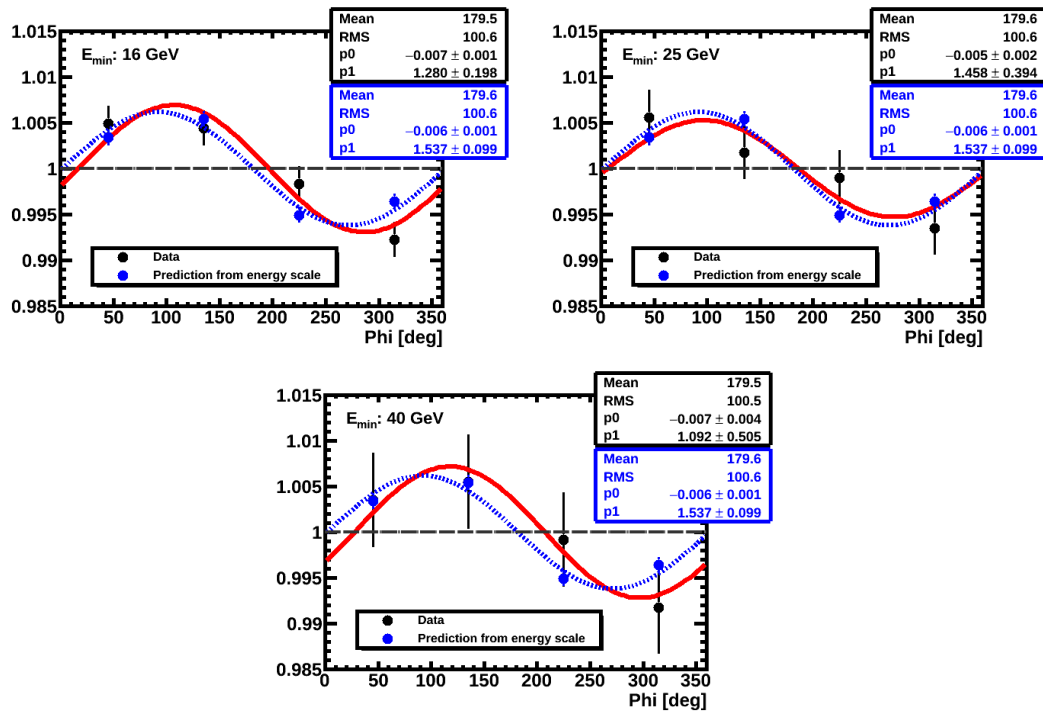 1.015
1.01
1.005
1
0.995
0.99
0.985
E_min: 16 GeV
Mean 179.5
RMS 100.6
p0 −0.007 ± 0.001
p1 1.280 ± 0.198
Mean 179.6
RMS 100.6
p0 −0.006 ± 0.001
p1 1.537 ± 0.099
Data
Prediction from energy scale
0 50 100 150 200 250 300 350
Phi [deg]
1.015
1.01
1.005
1
0.995
0.99
0.985
E_min: 25 GeV
Mean 179.6
RMS 100.6
p0 −0.005 ± 0.002
p1 1.458 ± 0.394
Mean 179.6
RMS 100.6
p0 −0.006 ± 0.001
p1 1.537 ± 0.099
Data
Prediction from energy scale
0 50 100 150 200 250 300 350
Phi [deg]
1.015
1.01
1.005
1
0.995
0.99
0.985
E_min: 40 GeV
Mean 179.5
RMS 100.5
p0 −0.007 ± 0.004
p1 1.092 ± 0.505
Mean 179.6
RMS 100.6
p0 −0.006 ± 0.001
p1 1.537 ± 0.099
Data
Prediction from energy scale
0 50 100 150 200 250 300 350
Phi [deg]